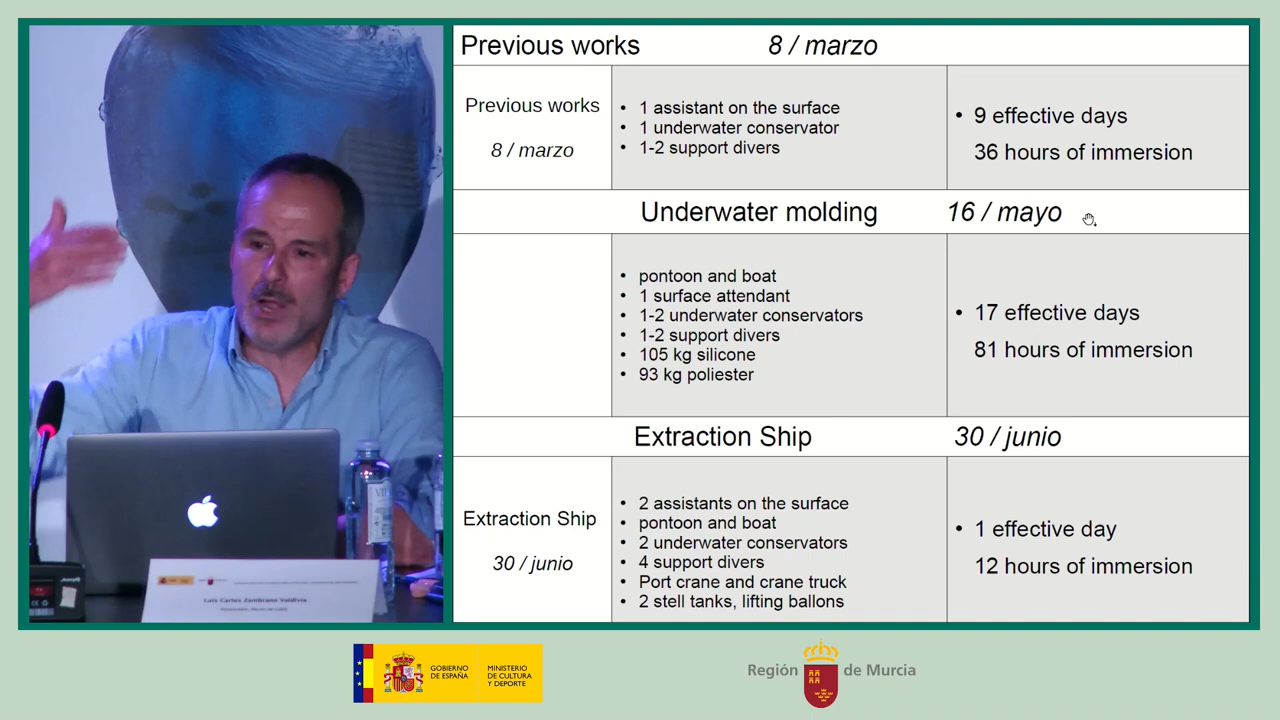 Previous works 8 / marzo
Previous works
8 / marzo
• 1 assistant on the surface
• 1 underwater conservator
• 1-2 support divers
• 9 effective days
36 hours of immersion
Underwater molding 16 / mayo
• pontoon and boat
• 1 surface attendant
• 1-2 underwater conservators
• 1-2 support divers
• 105 kg silicone
• 93 kg poliester
• 17 effective days
81 hours of immersion
Extraction Ship 30 / junio
Extraction Ship
30 / junio
• 2 assistants on the surface
• pontoon and boat
• 2 underwater conservators
• 4 support divers
• Port crane and crane truck
• 2 stell tanks, lifting ballons
• 1 effective day
12 hours of immersion
Luis Carlos Zambrano Valdivia
GOBIERNO
DE ESPAÑA
MINISTERIO
DE CULTURA
Y DEPORTE
Región de Murcia